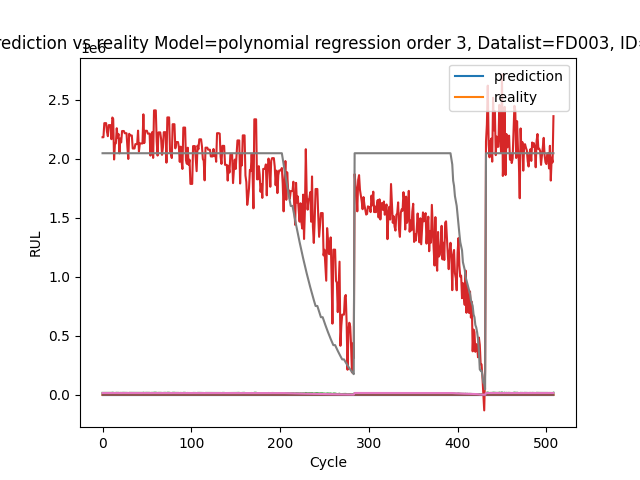 rediction vs reality Model=polynomial regression order 3, Datalist=FD003, ID=
1e6
prediction
reality
2.5
2.0
1.5
1.0
0.5
0.0
RUL
0 100 200 300 400 500
Cycle